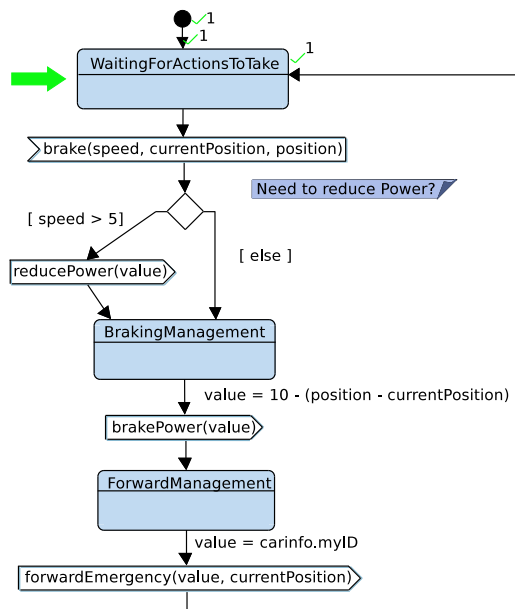 1
1
1
WaitingForActionsToTake
brake(speed, currentPosition, position)
Need to reduce Power?
[ speed > 5]
[ else ]
reducePower(value)
BrakingManagement
value = 10 - (position - currentPosition)
brakePower(value)
ForwardManagement
value = carinfo.myID
forwardEmergency(value, currentPosition)